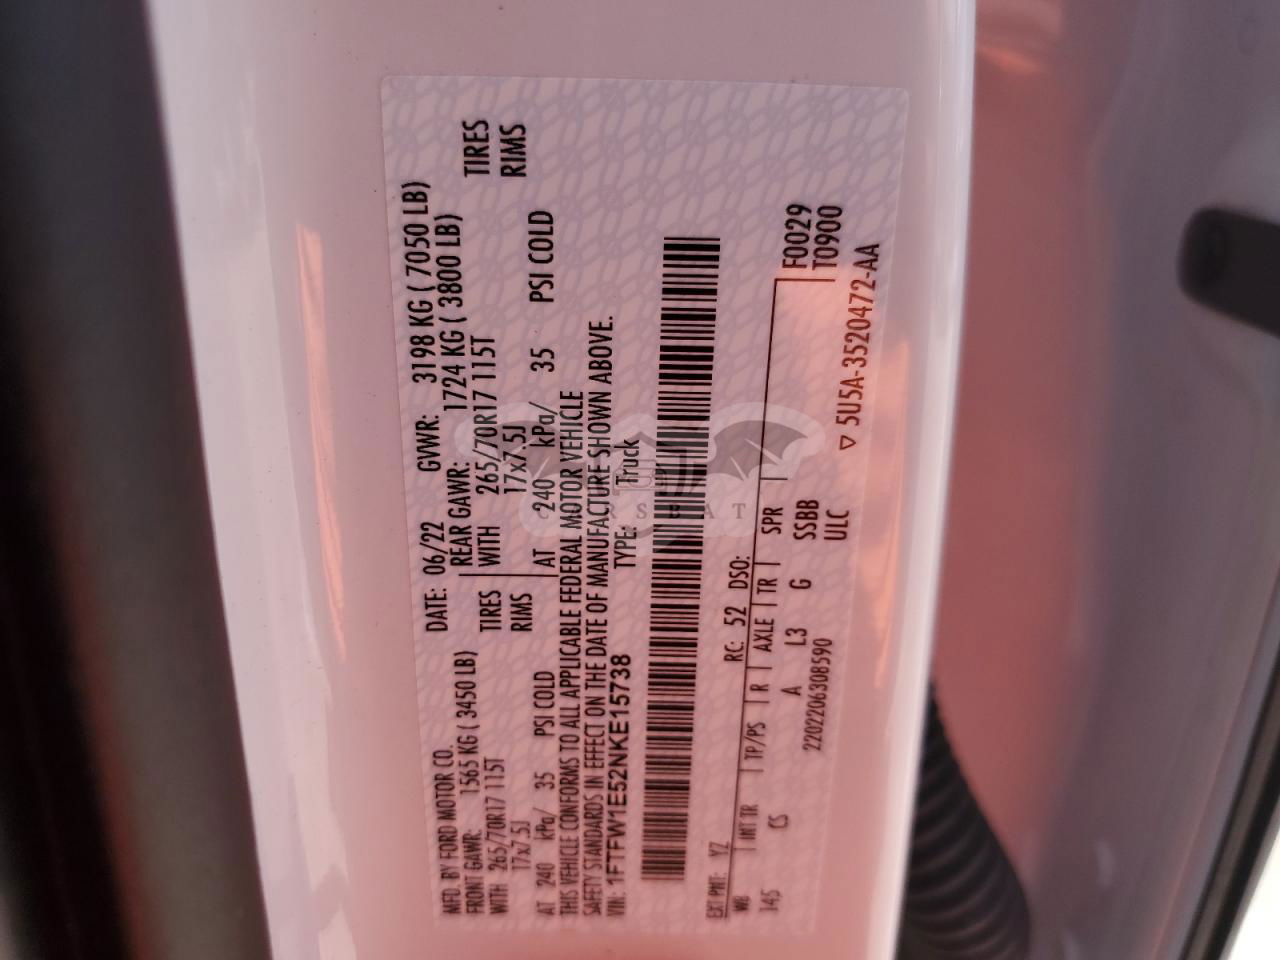 MFD. BY FORD MOTOR CO.
DATE: 06/22 GVWR: 3198 KG ( 7050 LB)
FRONT GAWR: 1565 KG ( 3450 LB)
REAR GAWR: 1724 KG ( 3800 LB)
WITH 265/70R17 115T TIRES
WITH 265/70R17 115T TIRES
17x7.5J RIMS
17x7.5J RIMS
AT 240 kPa/ 35 PSI COLD
AT 240 kPa/ 35 PSI COLD
THIS VEHICLE CONFORMS TO ALL APPLICABLE FEDERAL MOTOR VEHICLE
SAFETY STANDARDS IN EFFECT ON THE DATE OF MANUFACTURE SHOWN ABOVE.
VIN: 1FTFW1E52NKE15738 TYPE: Truck
EXT PNT: YZ RC: 52 DSO:
WB INT TR TP/PS R AXLE TR SPR
145 CS A L3 G SSBB F0029
ULC T0900
2202206308590
5U5A-3520472-AA